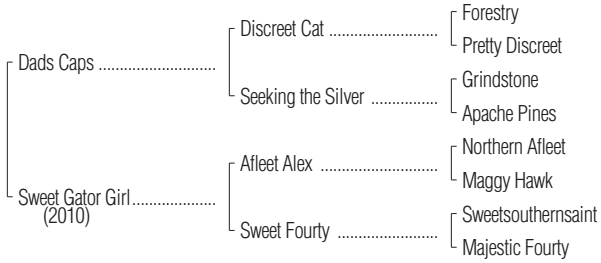 Forestry
Discreet Cat ....................
Pretty Discreet
Dads Caps ...........................
Grindstone
Seeking the Silver ................
Apache Pines
Northern Afleet
Afleet Alex ...........................
Maggy Hawk
Sweet Gator Girl...................
(2010)
Sweetsouthernsaint
Sweet Fourty .......................
Majestic Fourty